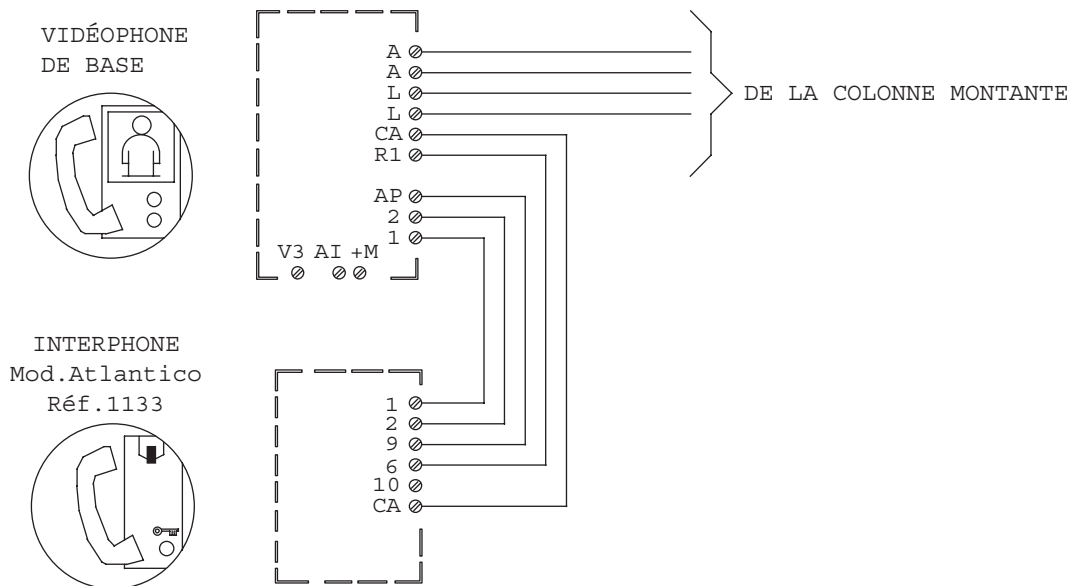 VIDÉOPHONE
DE BASE
A
A
L
L
CA
R1
AP
2
1
V3 AI +M
DE LA COLONNE MONTANTE
INTERPHONE
Mod.Atlantico
Réf.1133
1
2
9
6
10
CA